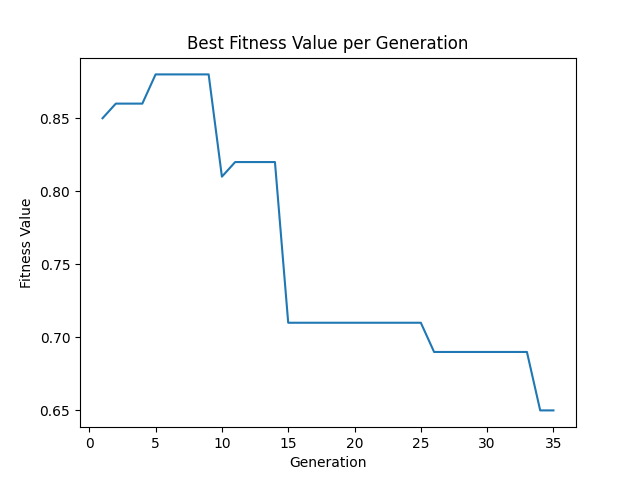 Best Fitness Value per Generation
Fitness Value
0.85
0.80
0.75
0.70
0.65
0 5 10 15 20 25 30 35
Generation